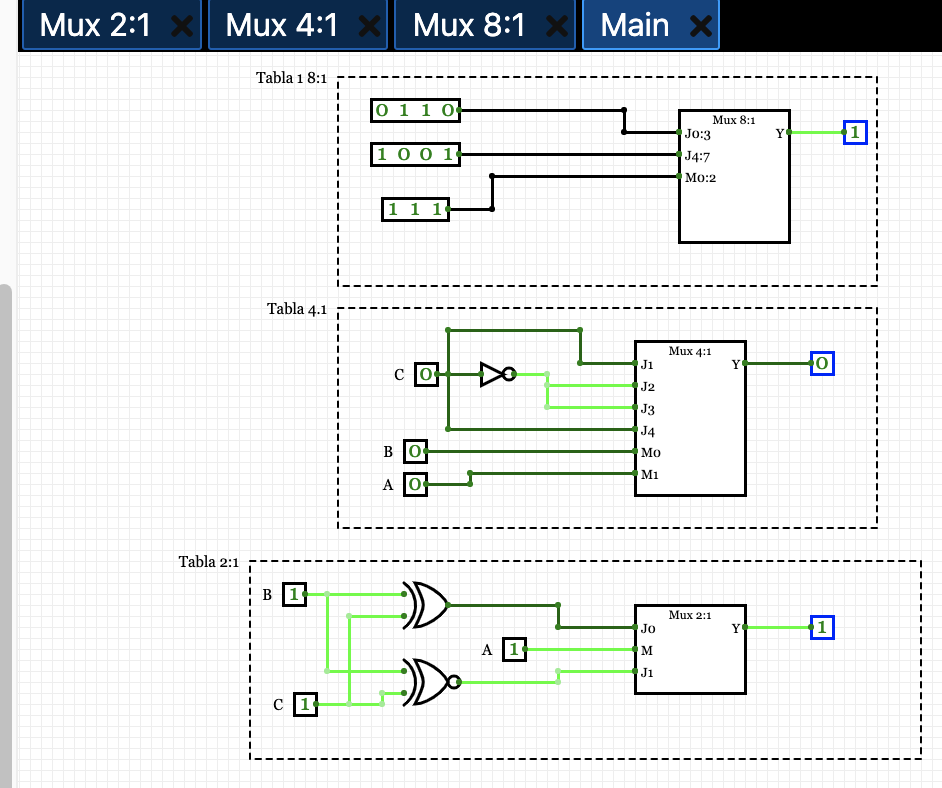 Mux 2:1 Mux 4:1 Mux 8:1 Main
Tabla 1 8:1
0 1 1 0
Mux 8:1
J0:3 Y 1
1 0 0 1 J4:7
M0:2
1 1 1
Tabla 4.1
Mux 4:1
C 0 J1 Y 0
J2
J3
J4
B 0 M0
A 0 M1
Tabla 2:1
B 1
Mux 2:1
J0 Y 1
A 1 M
J1
C 1